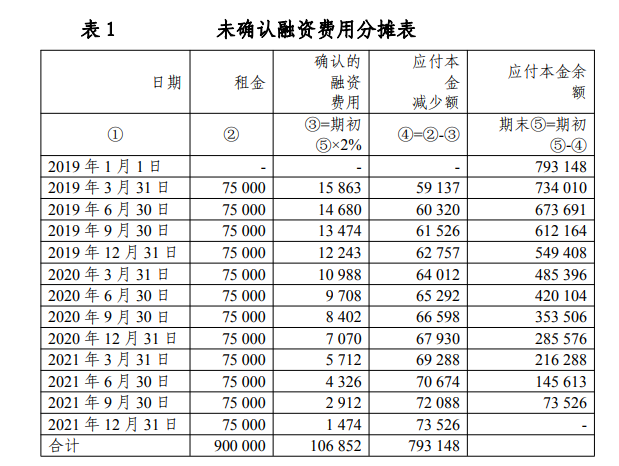 表 1 未确认融资费用分摊表
日期 租金 确认的融资费用 应付本金减少额 应付本金余额
① ② ③=期初⑤×2% ④=②-③ 期末⑤=期初⑤-④
2019 年 1 月 1 日 - - - 793 148
2019 年 3 月 31 日 75 000 15 863 59 137 734 010
2019 年 6 月 30 日 75 000 14 680 60 320 673 691
2019 年 9 月 30 日 75 000 13 474 61 526 612 164
2019 年 12 月 31 日 75 000 12 243 62 757 549 408
2020 年 3 月 31 日 75 000 10 988 64 012 485 396
2020 年 6 月 30 日 75 000 9 708 65 292 420 104
2020 年 9 月 30 日 75 000 8 402 66 598 353 506
2020 年 12 月 31 日 75 000 7 070 67 930 285 576
2021 年 3 月 31 日 75 000 5 712 69 288 216 288
2021 年 6 月 30 日 75 000 4 326 70 674 145 613
2021 年 9 月 30 日 75 000 2 912 72 088 73 526
2021 年 12 月 31 日 75 000 1 474 73 526 -
合计 900 000 106 852 793 148